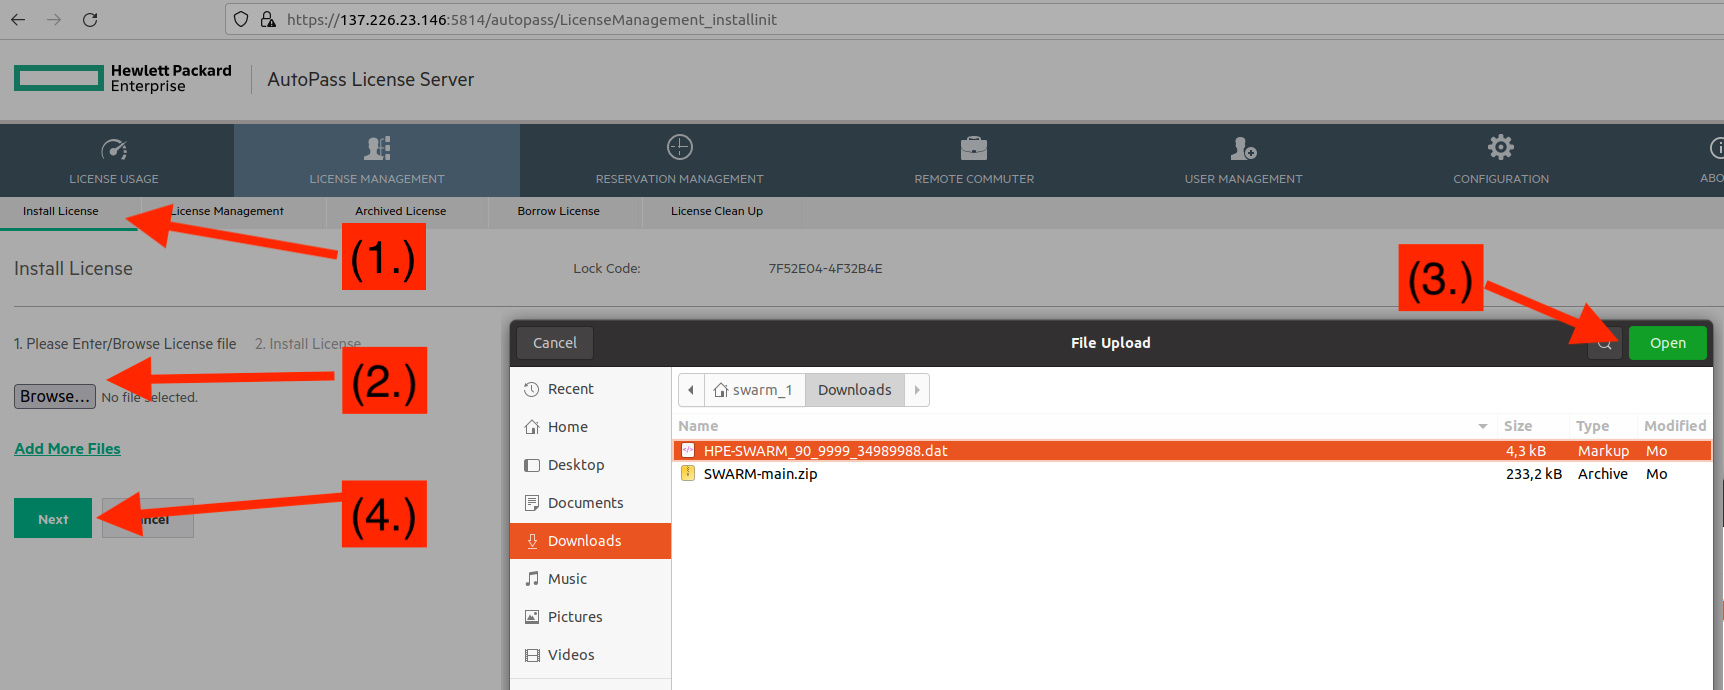 https://137.226.23.146:5814/autopass/LicenseManagement_installinit
Hewlett Packard
Enterprise
AutoPass License Server
LICENSE USAGE
LICENSE MANAGEMENT
RESERVATION MANAGEMENT
REMOTE COMMUTER
USER MANAGEMENT
CONFIGURATION
ABO
Install License
License Management
Archived License
Borrow License
License Clean Up
(1.)
Install License
Lock Code:
7F52E04-4F32B4E
(3.)
1. Please Enter/Browse License file
2. Install License
Cancel
File Upload
Open
(2.)
Browse...
No file selected.
Add More Files
Next
Cancel
(4.)
Recent
Home
Desktop
Documents
Downloads
Music
Pictures
Videos
swarm_1
Downloads
Name
Size
Type
Modified
HPE-SWARM_90_9999_34989988.dat
4,3 kB
Markup
Mo
SWARM-main.zip
233,2 kB
Archive
Mo